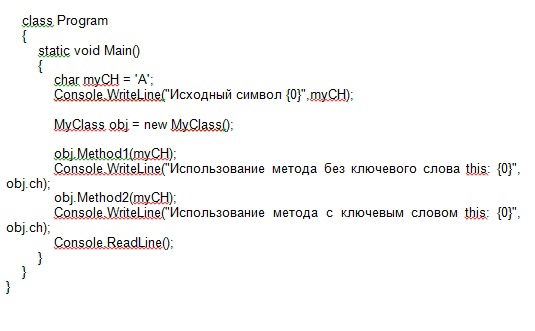 class Program
{
static void Main()
{
char myCH = 'A';
Console.WriteLine("Исходный символ {0}",myCH);
MyClass obj = new MyClass();
obj.Method1(myCH);
Console.WriteLine("Использование метода без ключевого слова this: {0}",
obj.ch);
obj.Method2(myCH);
Console.WriteLine("Использование метода с ключевым словом this: {0}",
obj.ch);
Console.ReadLine();
}
}
}